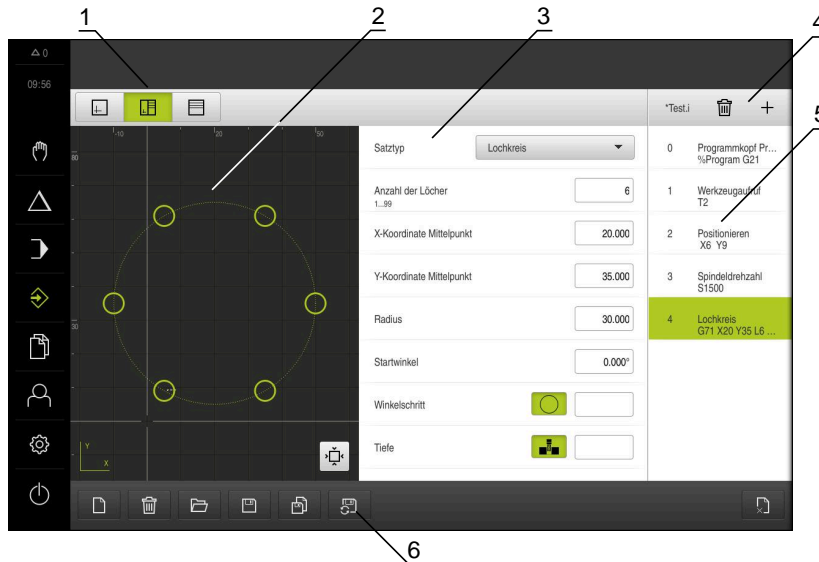 1
2
3
4
△ 0
09:56
*Test.i
5
-10
20
50
80
30
Y
X
Satztyp
Lochkreis
Anzahl der Löcher
1...99
6
X-Koordinate Mittelpunkt
20.000
Y-Koordinate Mittelpunkt
35.000
Radius
30.000
Startwinkel
0.000°
Winkelschritt
Tiefe
0 Programmkopf Pr...
%Program G21
1 Werkzeugaufruf
T2
2 Positionieren
X6 Y9
3 Spindeldrehzahl
S1500
4 Lochkreis
G71 X20 Y35 L6 ...
6